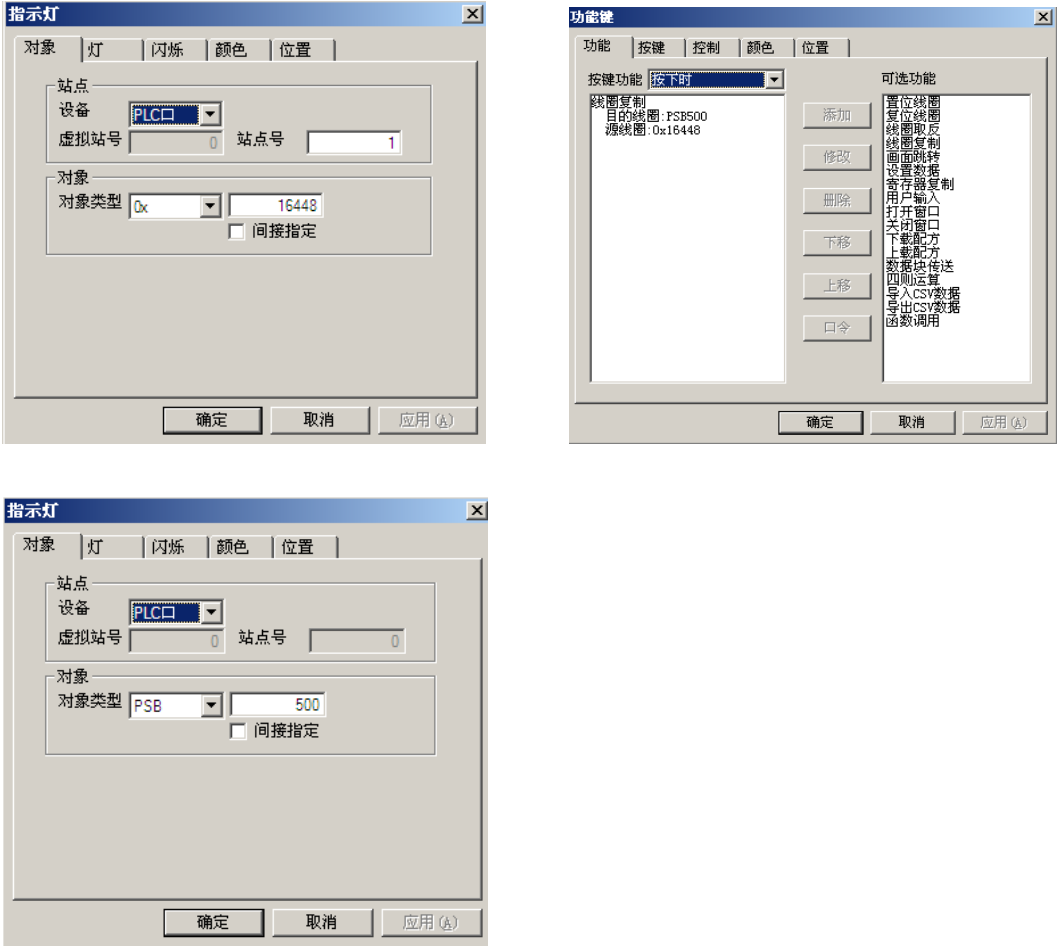 指示灯
对象 灯 闪烁 颜色 位置
站点
设备 PLC口
虚拟站号 0 站点号 1
对象
对象类型 0x 16448
间接指定
确定 取消 应用(A)
功能键
功能 按键 控制 颜色 位置
按键功能 按下时 可选功能
线圈复制
目的线圈:PSB500
源线圈:0x16448
添加
修改
删除
下移
上移
口令
置位线圈
复位线圈
线圈取反
线圈复制
画面跳转
设置数据
寄存器复制
用户输入
打开窗口
关闭窗口
下载配方
上载配方
数据块传送
四则运算
导入CSV数据
导出CSV数据
函数调用
确定 取消 应用(A)
指示灯
对象 灯 闪烁 颜色 位置
站点
设备 PLC口
虚拟站号 0 站点号 0
对象
对象类型 PSB 500
间接指定
确定 取消 应用(A)